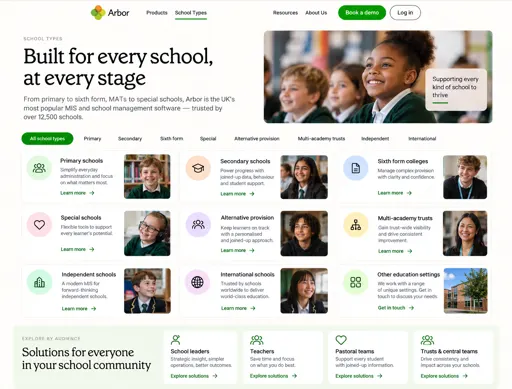 Arbor
Products
School Types
Resources
About Us
Book a demo
Log in
SCHOOL TYPES
Built for every school,
at every stage
From primary to sixth form, MATs to special schools, Arbor is the UK's
most popular MIS and school management software — trusted by
over 12,500 schools.
Supporting every
kind of school to
thrive
All school types
Primary
Secondary
Sixth form
Special
Alternative provision
Multi-academy trusts
Independent
International
Primary schools
Simplify everyday
administration and focus
on what matters most.
Learn more →
Secondary schools
Power progress with
joined-up data, behaviour
and student support.
Learn more →
Sixth form colleges
Manage complex provision
with clarity and confidence.
Learn more →
Special schools
Flexible tools to support
every learner's potential.
Learn more →
Alternative provision
Keep learners on track
with a personalised
and joined-up approach.
Learn more →
Multi-academy trusts
Gain trust-wide visibility
and drive consistent
improvement.
Learn more →
Independent schools
A modern MIS for
forward-thinking
independent schools.
Learn more →
International schools
Trusted by schools
worldwide to deliver
world-class education.
Learn more →
Other education settings
We work with a range
of unique settings. Get in
touch to discuss your needs.
Get in touch →
EXPLORE BY AUDIENCE
Solutions for everyone
in your school community
School leaders
Strategic insight, simpler
operations, better outcomes.
Explore solutions →
Teachers
Save time and focus
on what you do best.
Explore solutions →
Pastoral teams
Support every student
with joined-up information.
Explore solutions →
Trusts & central teams
Drive consistency and
impact across your schools.
Explore solutions →